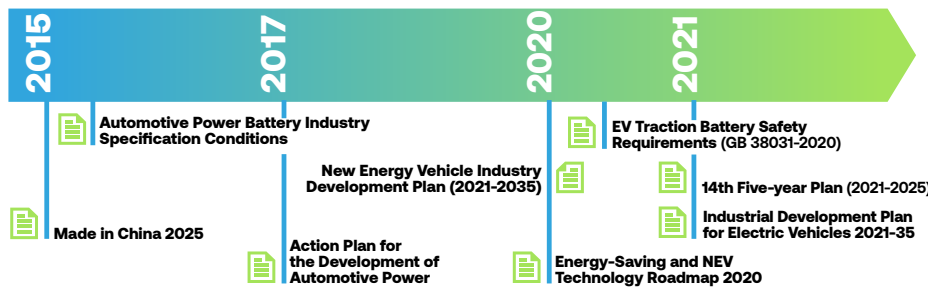 2015
2017
2020
2021
Automotive Power Battery Industry
Specification Conditions
EV Traction Battery Safety
Requirements (GB 38031-2020)
New Energy Vehicle Industry
Development Plan (2021-2035)
14th Five-year Plan (2021-2025)
Made in China 2025
Industrial Development Plan
for Electric Vehicles 2021-35
Action Plan for
the Development of
Automotive Power
Energy-Saving and NEV
Technology Roadmap 2020